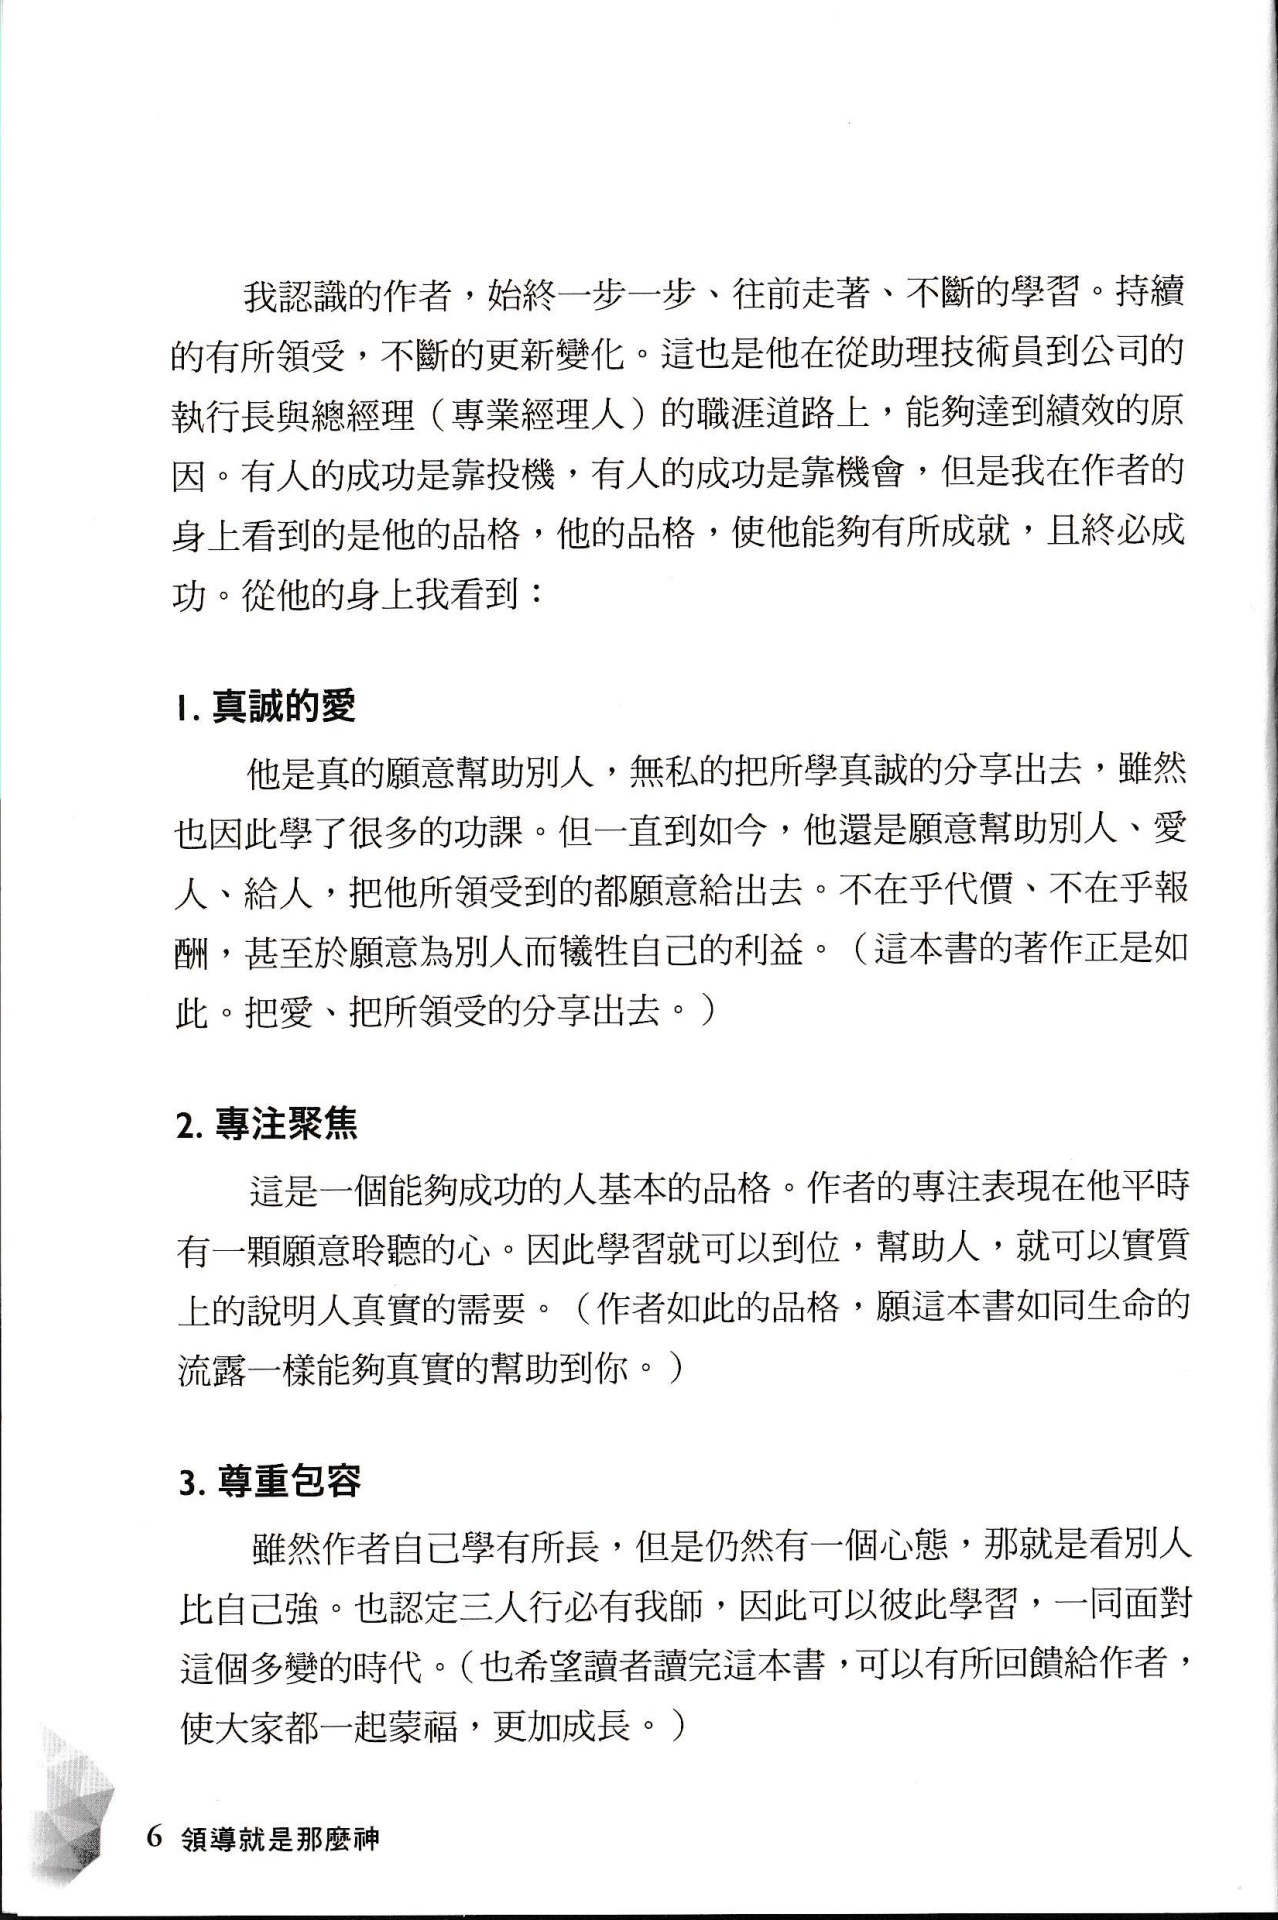 我認識的作者，始終一步一步、往前走著、不斷的學習。持續
的有所領受，不斷的更新變化。這也是他在從助理技術員到公司的
執行長與總經理（專業經理人）的職涯道路上，能夠達到績效的原
因。有人的成功是靠投機，有人的成功是靠機會，但是我在作者的
身上看到的是他的品格，他的品格，使他能夠有所成就，且終必成
功。從他的身上我看到：
1. 真誠的愛
他是真的願意幫助別人，無私的把所學真誠的分享出去，雖然
也因此學了很多的功課。但一直到如今，他還是願意幫助別人、愛
人、給人，把他所領受到的都願意給出去。不在乎代價、不在乎報
酬，甚至於願意為別人而犧牲自己的利益。（這本書的著作正是如
此。把愛、把所領受的分享出去。）
2. 專注聚焦
這是一個能夠成功的人基本的品格。作者的專注表現在他平時
有一顆願意聆聽的心。因此學習就可以到位，幫助人，就可以實質
上的說明人真實的需要。（作者如此的品格，願這本書如同生命的
流露一樣能夠真實的幫助到你。）
3. 尊重包容
雖然作者自己學有所長，但是仍然有一個心態，那就是看別人
比自己強。也認定三人行必有我師，因此可以彼此學習，一同面對
這個多變的時代。（也希望讀者讀完這本書，可以有所回饋給作者，
使大家都一起蒙福，更加成長。）
6 領導就是那麼神